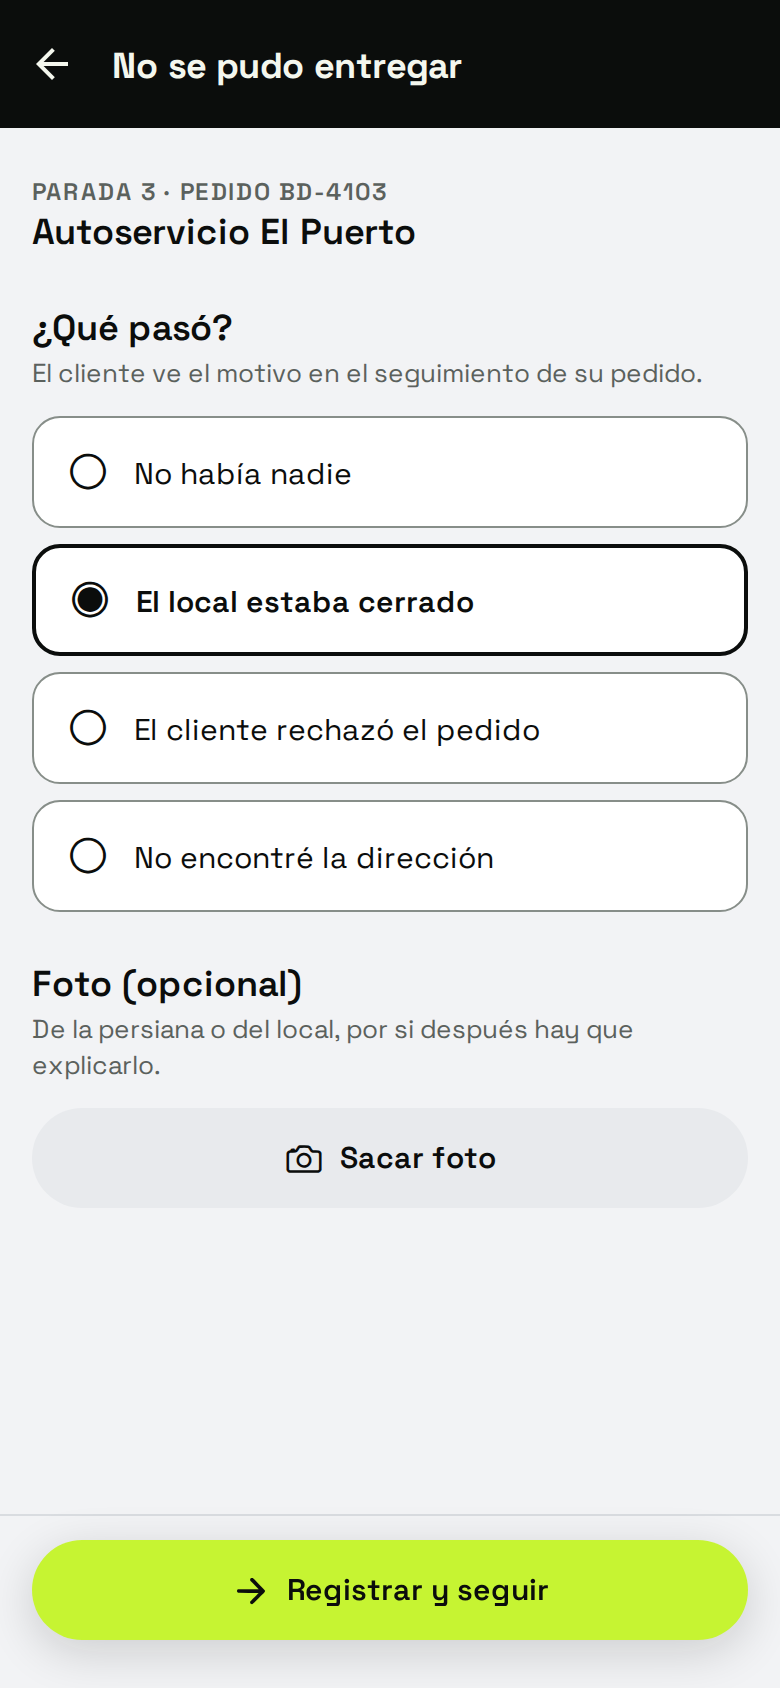 No se pudo entregar
PARADA 3 · PEDIDO BD-4103
Autoservicio El Puerto
¿Qué pasó?
El cliente ve el motivo en el seguimiento de su pedido.
No había nadie
El local estaba cerrado
El cliente rechazó el pedido
No encontré la dirección
Foto (opcional)
De la persiana o del local, por si después hay que
explicarlo.
Sacar foto
Registrar y seguir